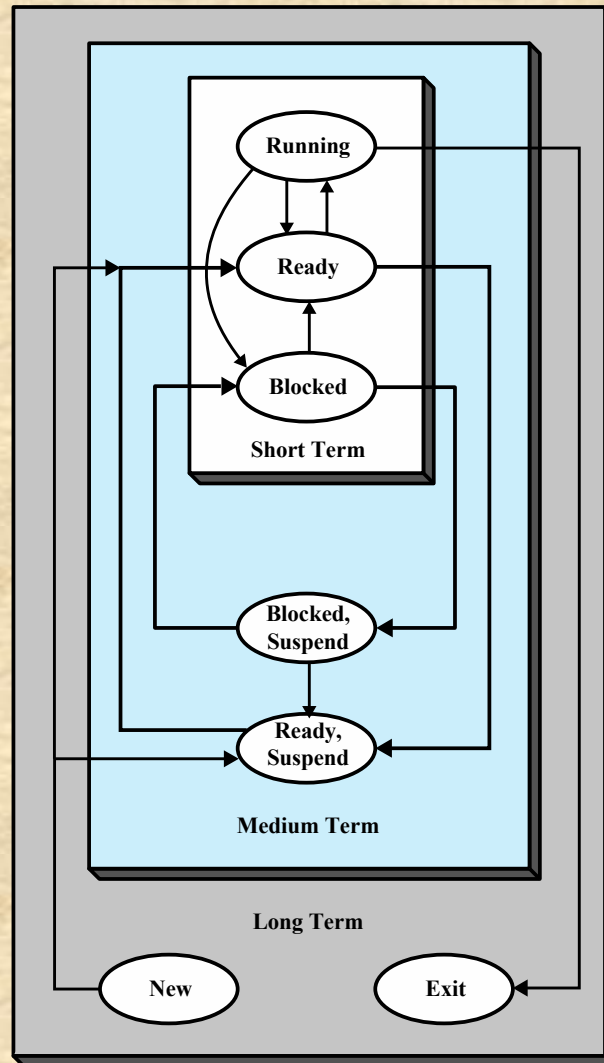 Running
Ready
Blocked
Short Term
Blocked,
Suspend
Ready,
Suspend
Medium Term
Long Term
New
Exit